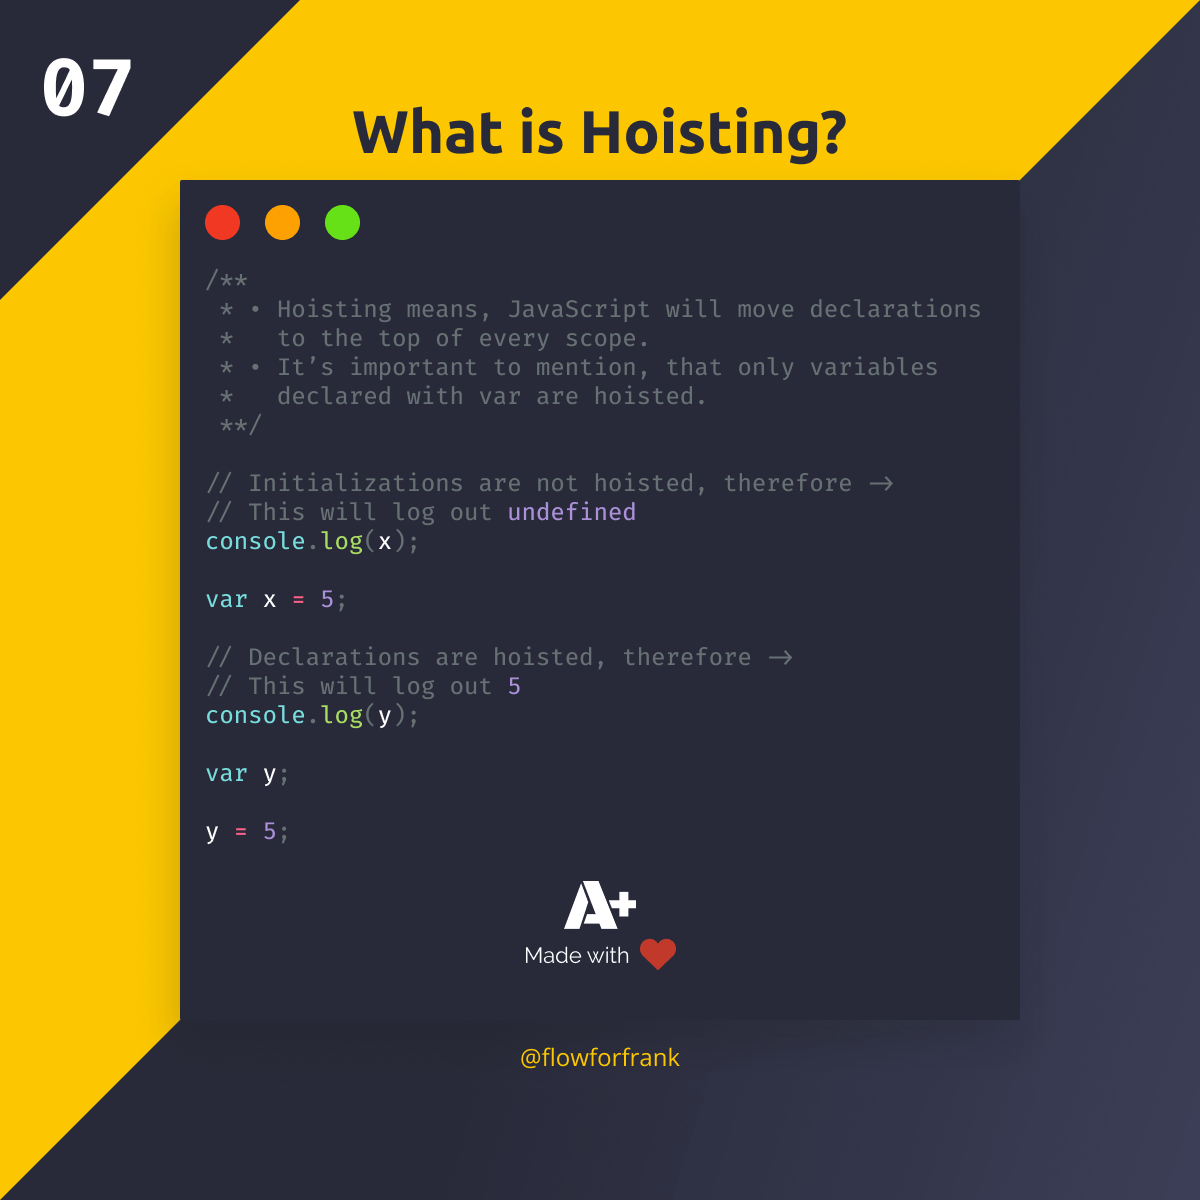 07
What is Hoisting?
/**
 * • Hoisting means, JavaScript will move declarations
 *   to the top of every scope.
 * • It’s important to mention, that only variables
 *   declared with var are hoisted.
 **/
// Initializations are not hoisted, therefore →
// This will log out undefined
console.log(x);
var x = 5;
// Declarations are hoisted, therefore →
// This will log out 5
console.log(y);
var y;
y = 5;
A+
Made with
@flowforfrank